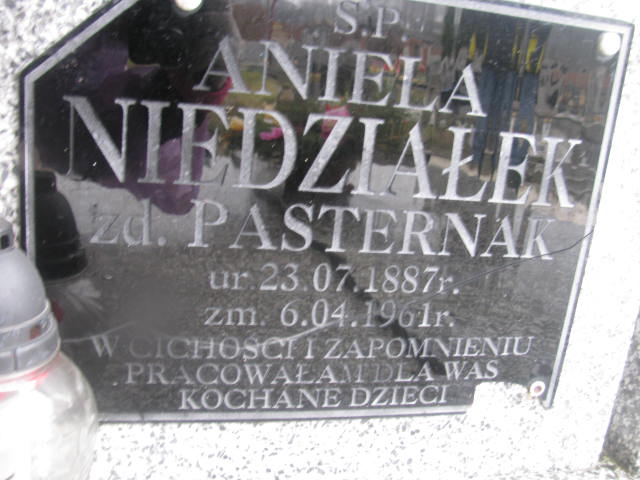 Ś.P.
ANIELA
NIEDZIAŁEK
zd. PASTERNAK
ur. 23.07.1887r.
zm. 6.04.1961r.
W CICHOŚCI I ZAPOMNIENIU
PRACOWAŁAM DLA WAS
KOCHANE DZIECI